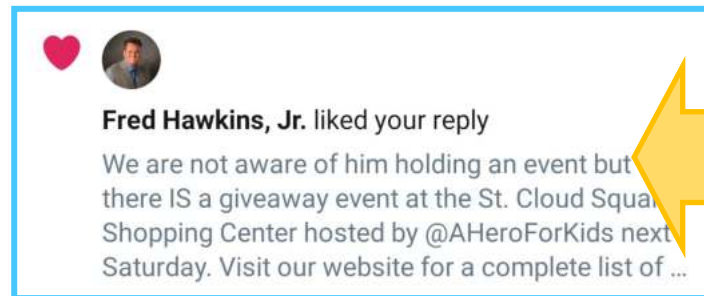 Fred Hawkins, Jr. liked your reply
We are not aware of him holding an event but
there IS a giveaway event at the St. Cloud
Shopping Center hosted by @AHeroForKids next
Saturday. Visit our website for a complete list of ...